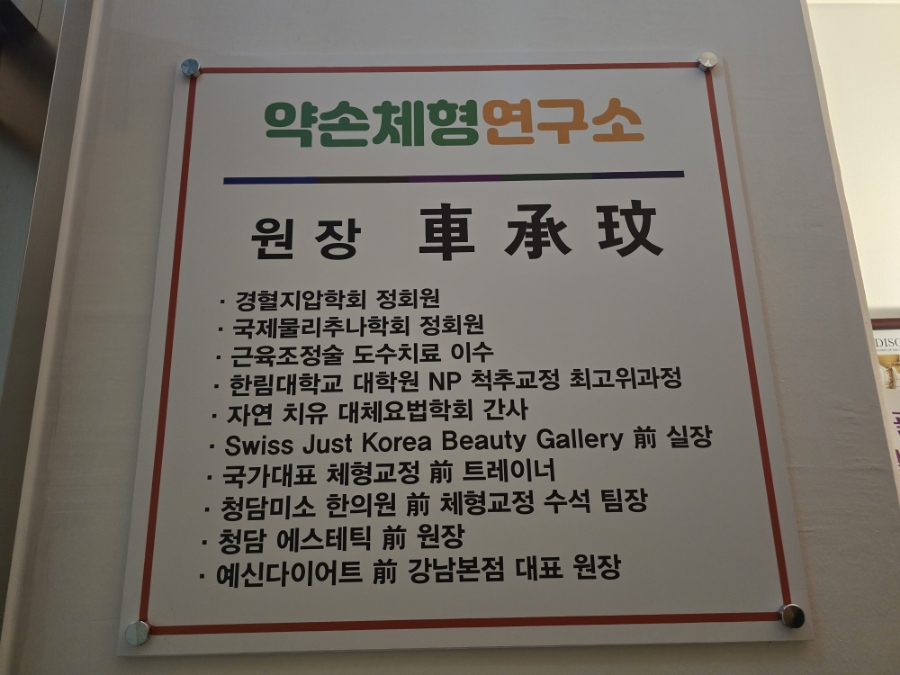 약손체형연구소
원장 車承玟
· 경혈지압학회 정회원
· 국제물리추나학회 정회원
· 근육조정술 도수치료 이수
· 한림대학교 대학원 NP 척추교정 최고위과정
· 자연 치유 대체요법학회 간사
· Swiss Just Korea Beauty Gallery 前 실장
· 국가대표 체형교정 前 트레이너
· 청담미소 한의원 前 체형교정 수석 팀장
· 청담 에스테틱 前 원장
· 예신다이어트 前 강남본점 대표 원장